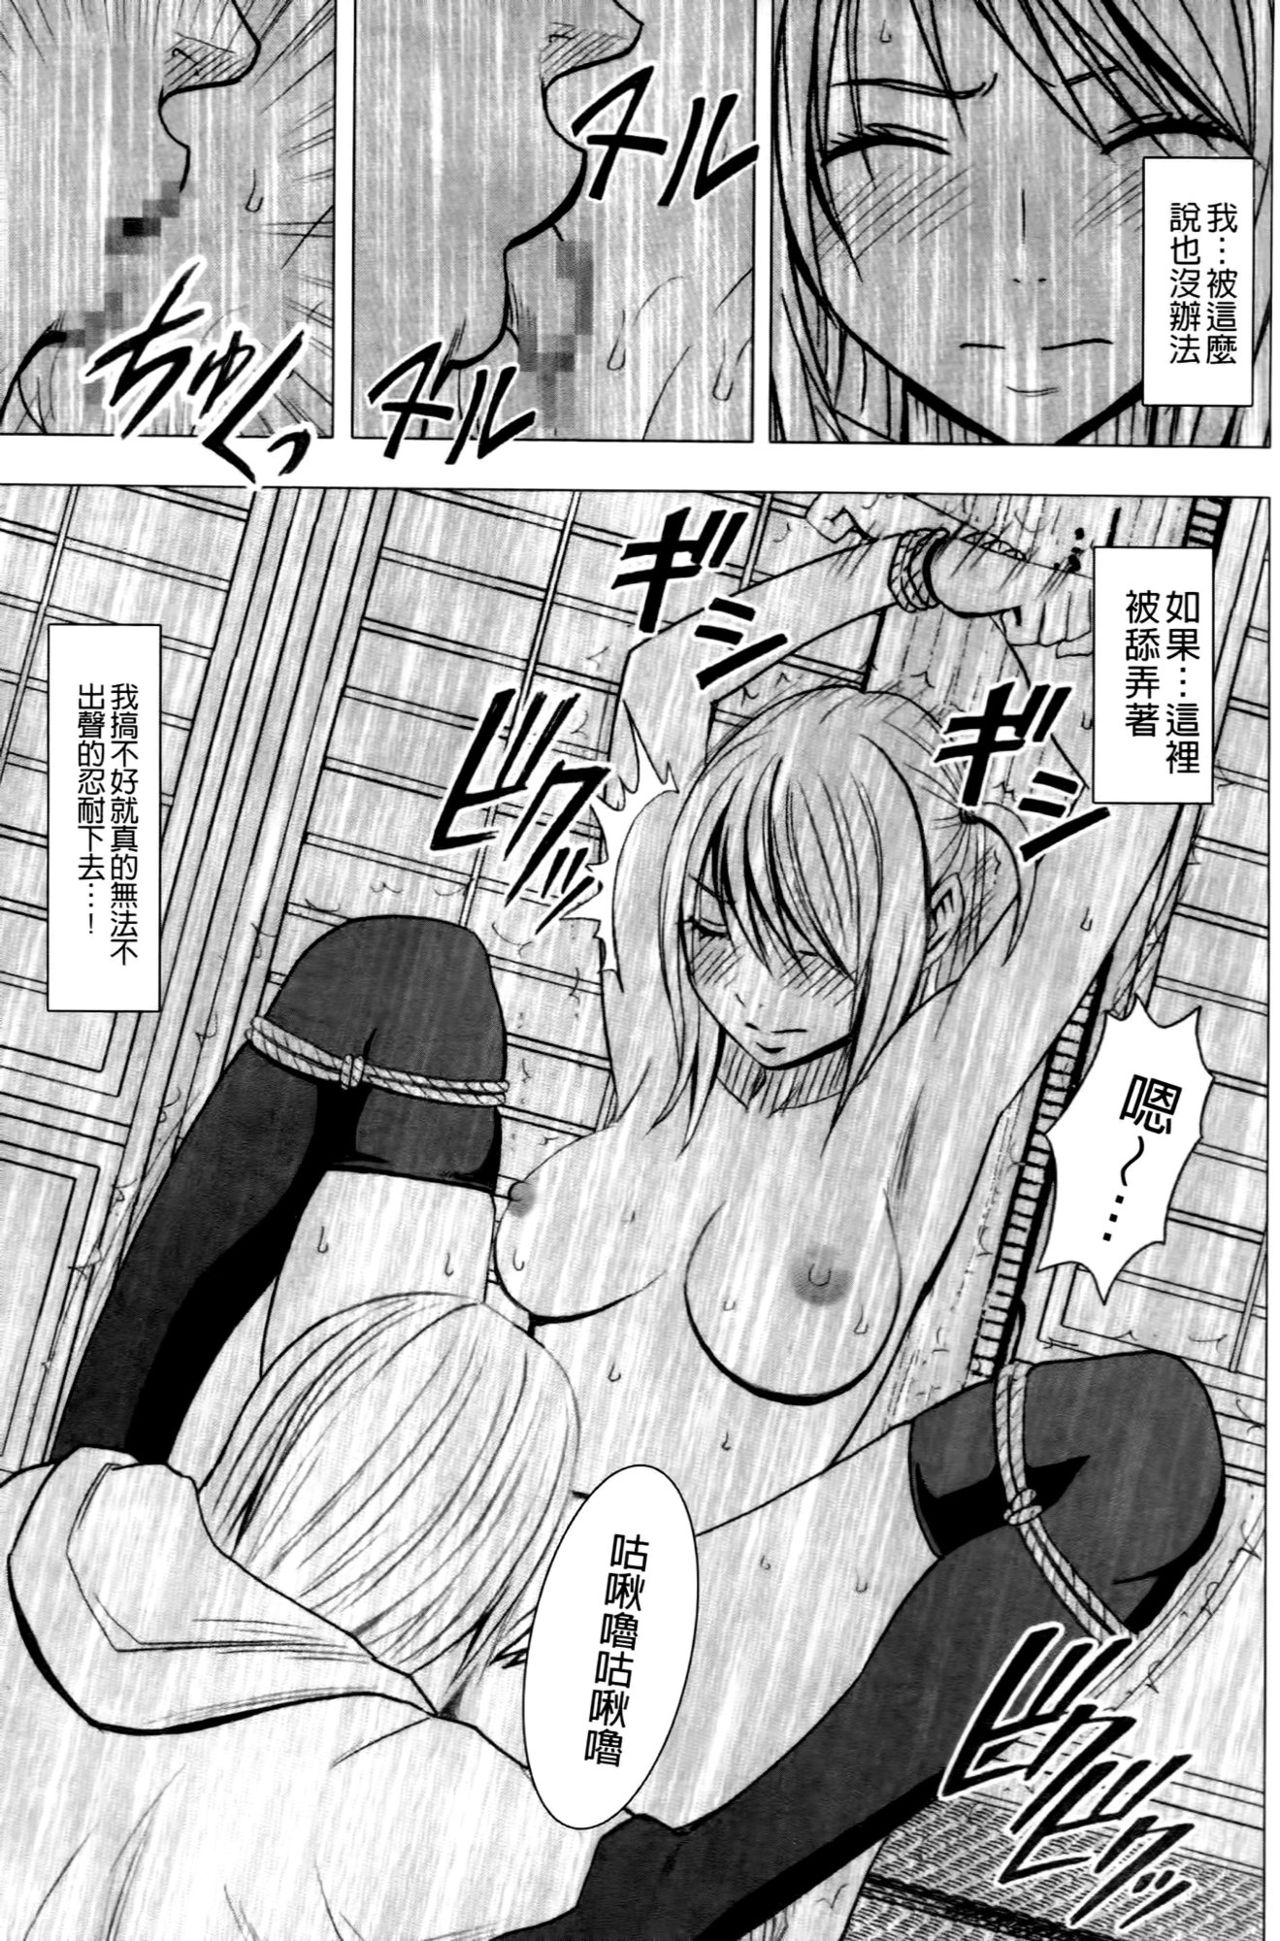 我…被這麼
說也沒辦法
ヌル
ヌル
ちゅくっ
如果…這裡
被舔弄著
ギシ
ギシ
ビクッ
我搞不好就真的無法不
出聲的忍耐下去…！
嗯～…
咕啾嚕咕啾嚕
ビクッ
ビクッ